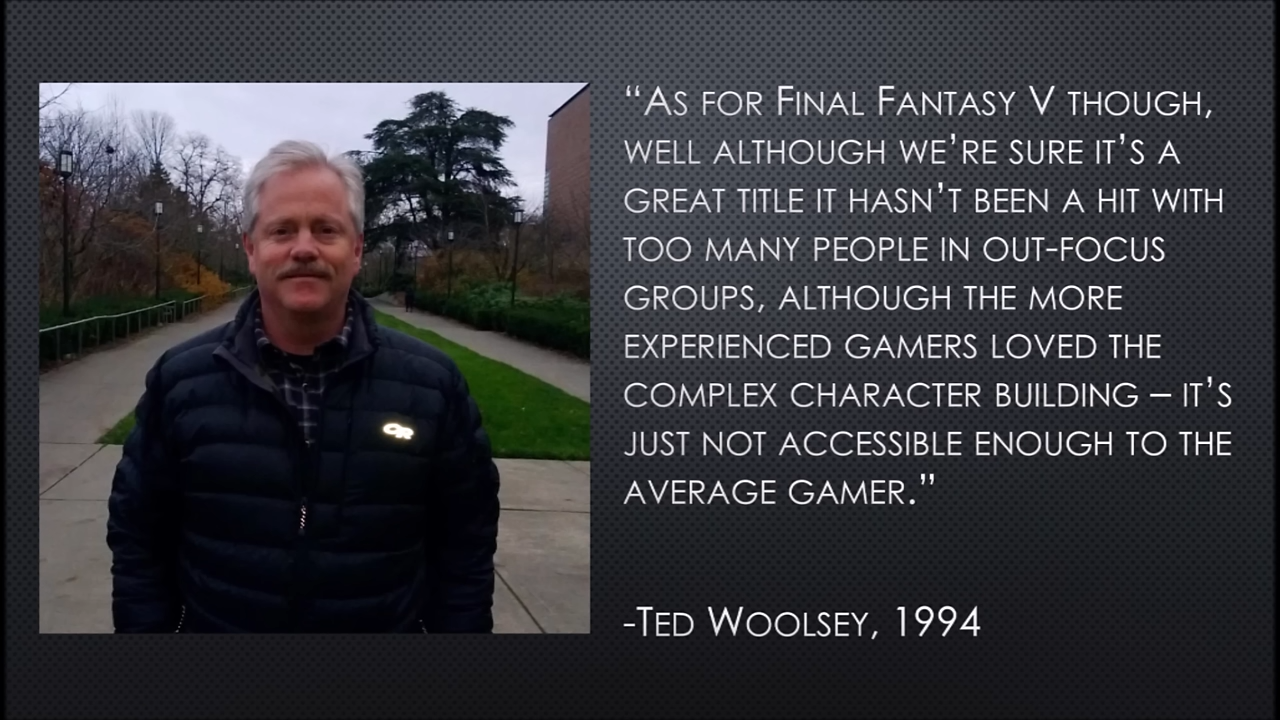 “As for Final Fantasy V though,
well although we’re sure it’s a
great title it hasn’t been a hit with
too many people in out-focus
groups, although the more
experienced gamers loved the
complex character building – it’s
just not accessible enough to the
average gamer.”
-Ted Woolsey, 1994
OR